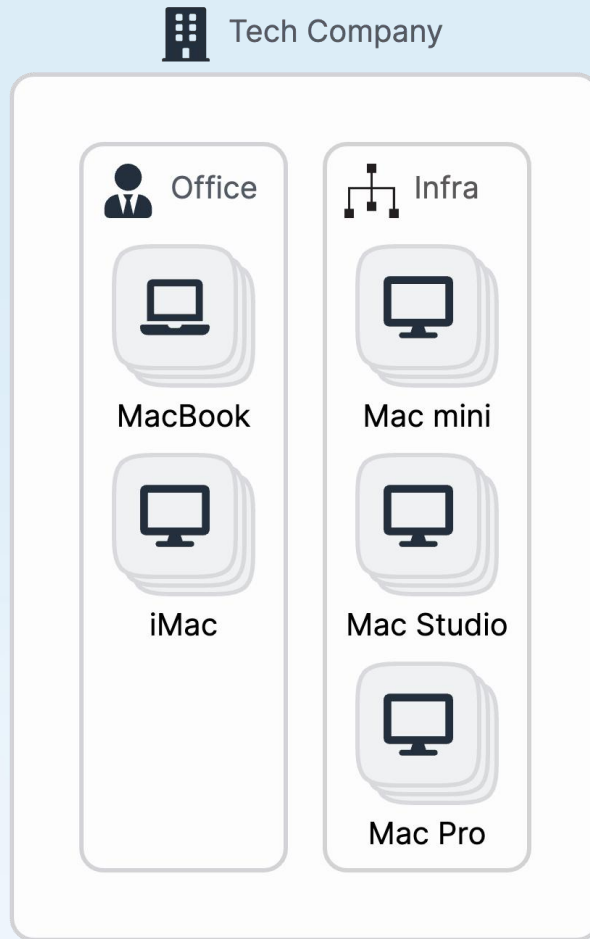 Tech Company
Office
MacBook
iMac
Infra
Mac mini
Mac Studio
Mac Pro